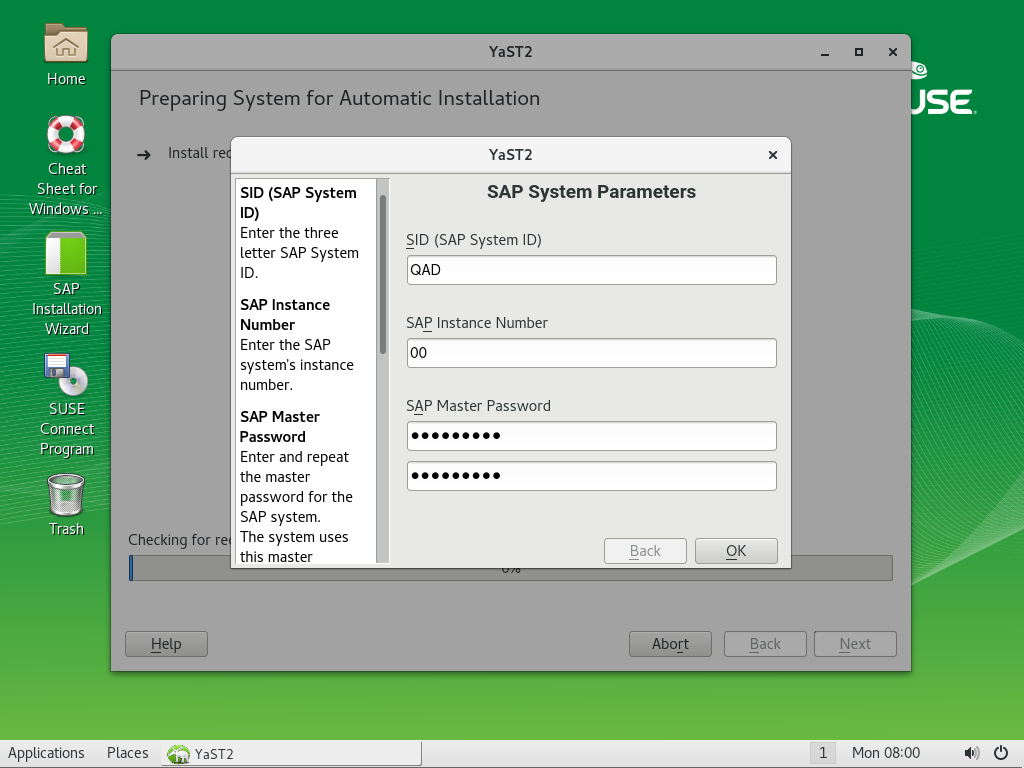 Home
Cheat
Sheet for
Windows ...
SAP
Installation
Wizard
SUSE
Connect
Program
Trash
YaST2
USE
Preparing System for Automatic Installation
Install rec
YaST2
SID (SAP System
ID)
Enter the three
letter SAP System
ID.
SAP Instance
Number
Enter the SAP
system's instance
number.
SAP Master
Password
Enter and repeat
the master
password for the
SAP system.
The system uses
this master
SAP System Parameters
SID (SAP System ID)
QAD
SAP Instance Number
00
SAP Master Password
Back
OK
Checking for rec
0%
Help
Abort
Back
Next
Applications
Places
YaST2
1
Mon 08:00